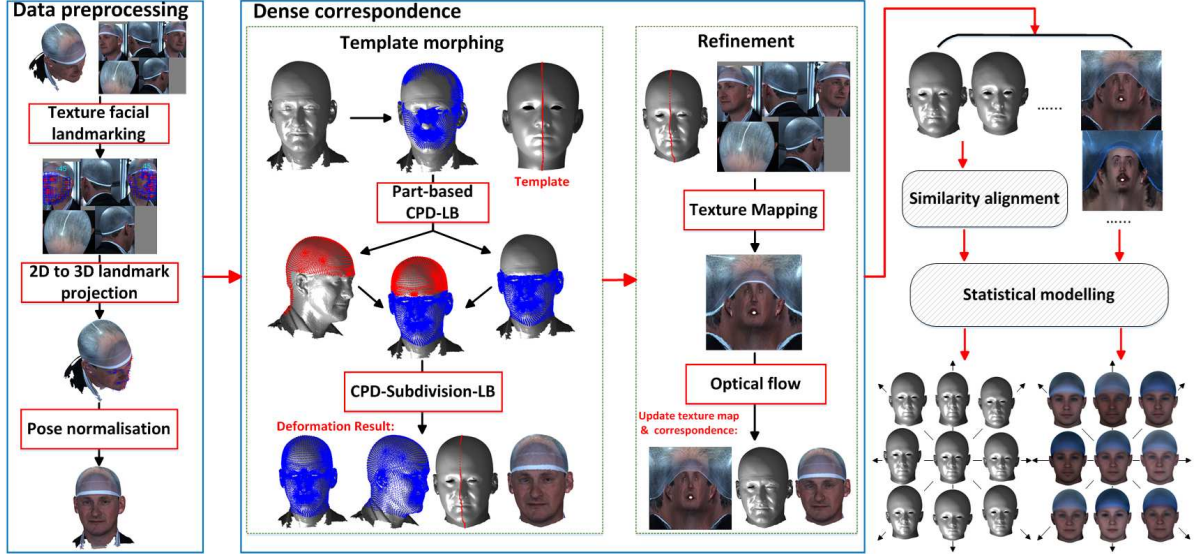 Data preprocessing
Texture facial
landmarking
2D to 3D landmark
projection
Pose normalisation
Dense correspondence
Template morphing
Template
Part-based
CPD-LB
CPD-Subdivision-LB
Deformation Result:
Refinement
Texture Mapping
Optical flow
Update texture map
& correspondence:
......
Similarity alignment
......
Statistical modelling